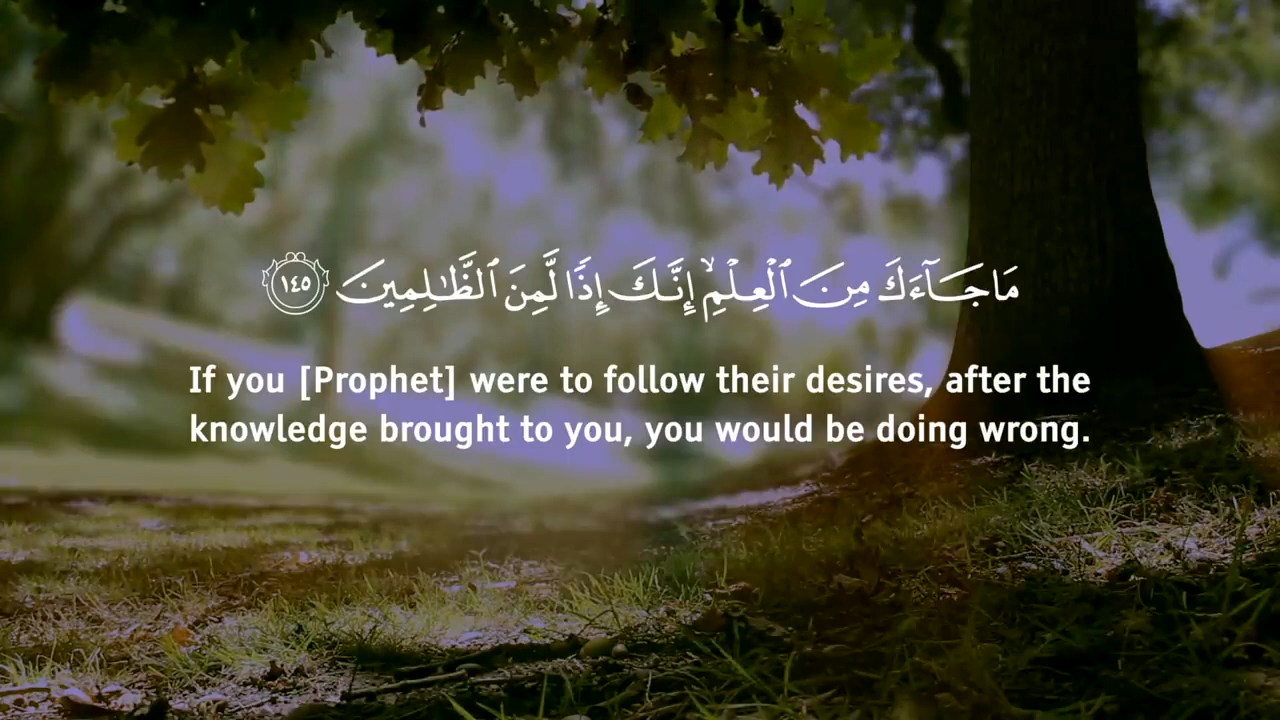 مَا جَآءَكَ مِنَ ٱلْعِلْمِ ۙ إِنَّكَ إِذًا لَّمِنَ ٱلظَّـٰلِمِينَ ١٤٥
If you [Prophet] were to follow their desires, after the
knowledge brought to you, you would be doing wrong.